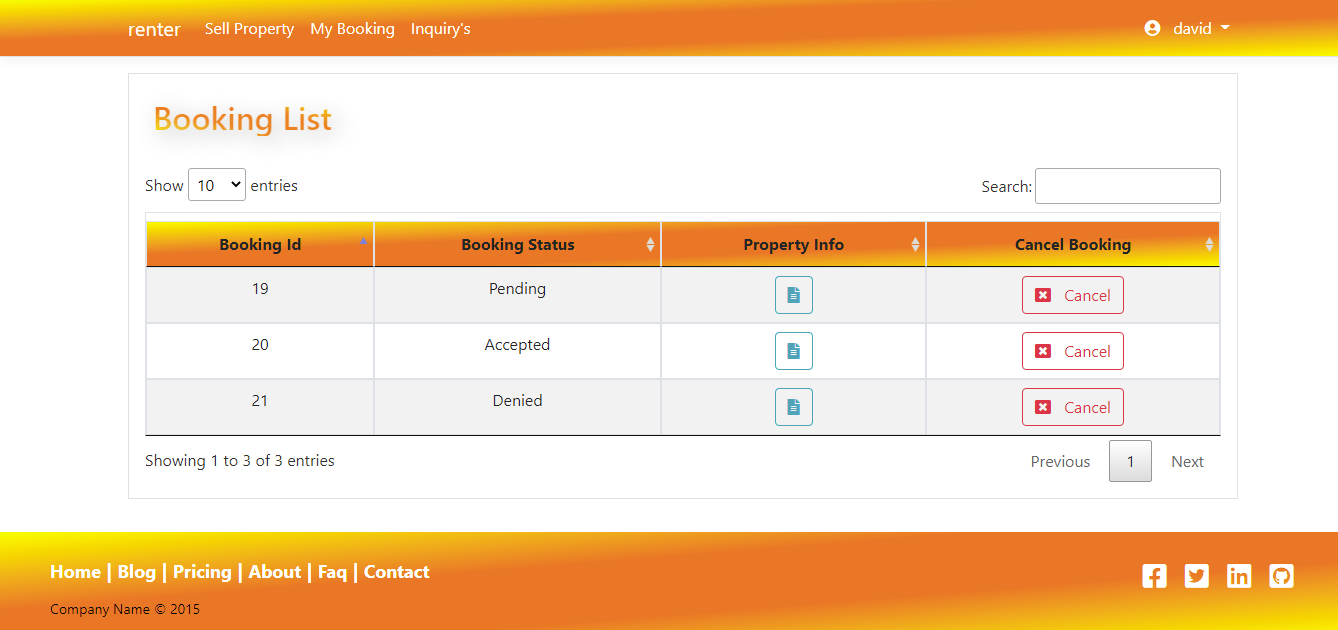 renter Sell Property My Booking Inquiry's david
Booking List
Show 10 entries Search:
Booking Id Booking Status Property Info Cancel Booking
19 Pending Cancel
20 Accepted Cancel
21 Denied Cancel
Showing 1 to 3 of 3 entries Previous 1 Next
Home | Blog | Pricing | About | Faq | Contact
Company Name © 2015